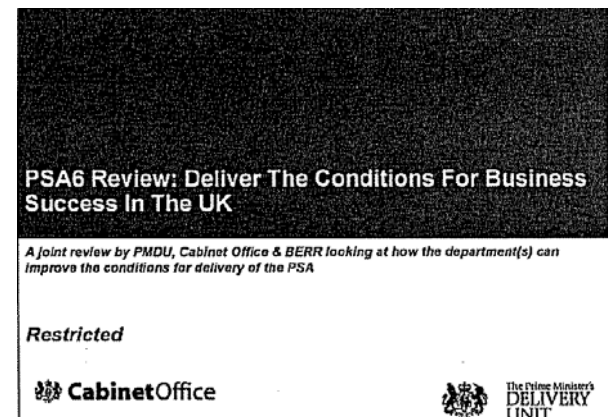 PSA6 Review: Deliver The Conditions For Business
Success In The UK
A joint review by PMDU, Cabinet Office & BERR looking at how the department(s) can
improve the conditions for delivery of the PSA
Restricted
CabinetOffice
The Prime Minister's
DELIVERY
UNIT